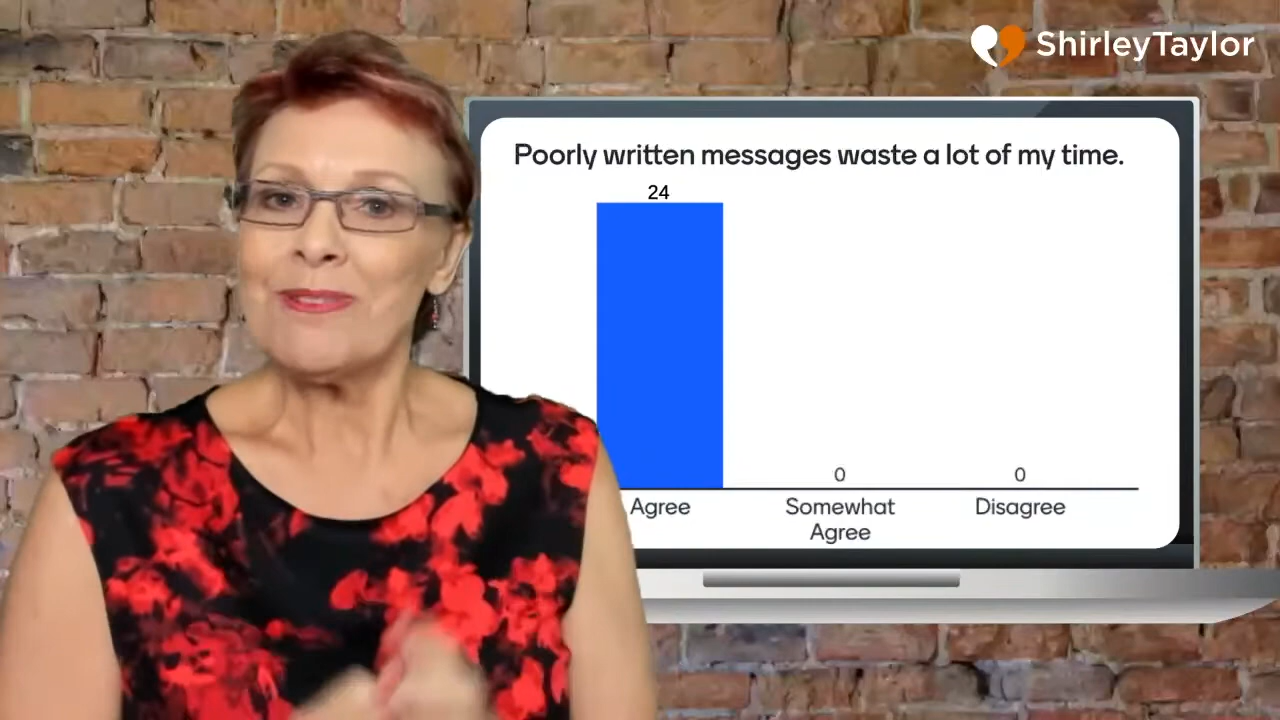 ShirleyTaylor
Poorly written messages waste a lot of my time.
24
0
0
Agree
Somewhat
Agree
Disagree